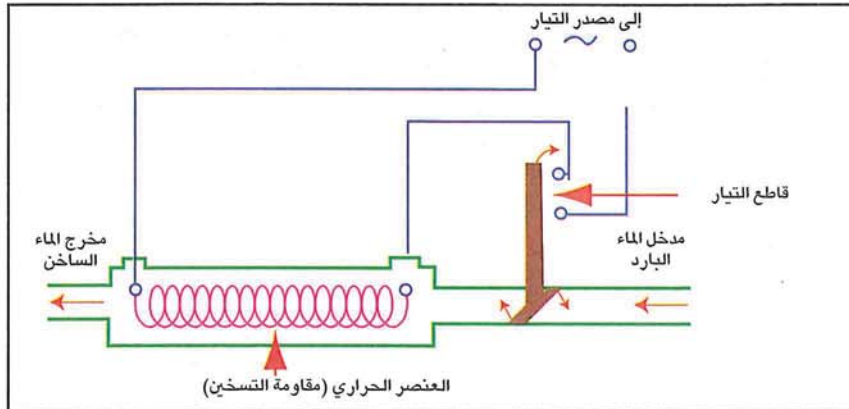 إلى مصدر التيار
قاطع التيار
مدخل الماء
البارد
مخرج الماء
الساخن
العنصر الحراري (مقاومة التسخين)